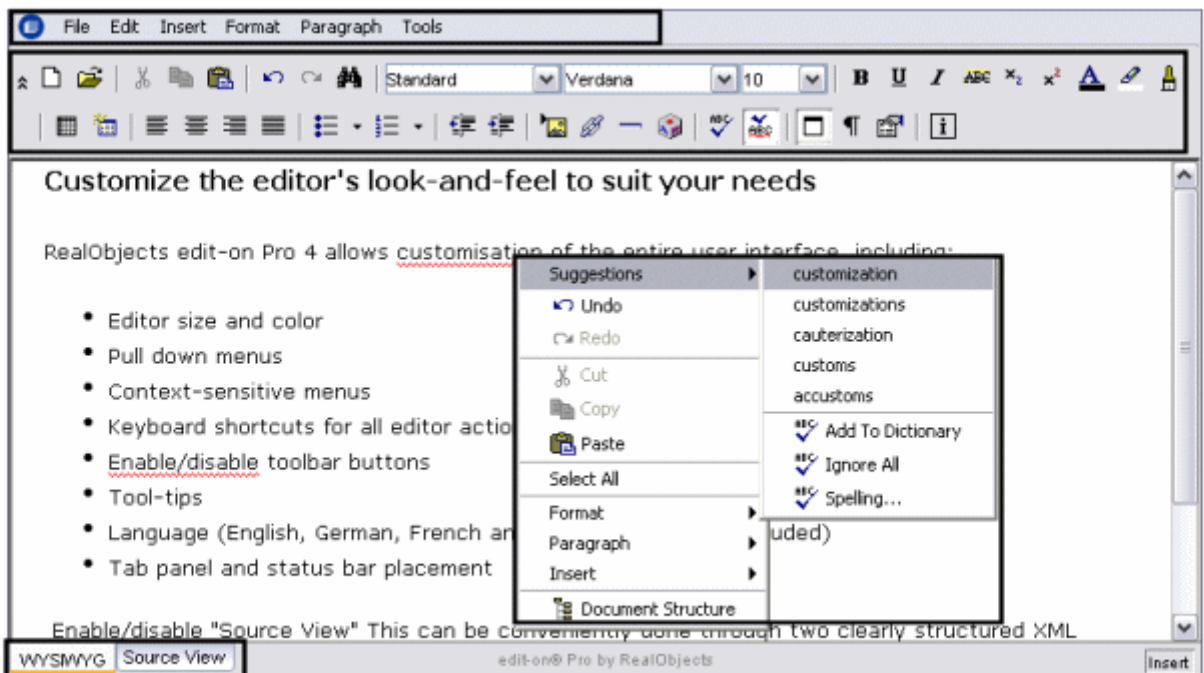 File Edit Insert Format Paragraph Tools
Standard Verdana 10 B U I ABC x2 x2 A
ABC ABC ¶ i
Customize the editor's look-and-feel to suit your needs
RealObjects edit-on Pro 4 allows customisation of the entire user interface, including:
• Editor size and color
• Pull down menus
• Context-sensitive menus
• Keyboard shortcuts for all editor actio
• Enable/disable toolbar buttons
• Tool-tips
• Language (English, German, French an
uded)
• Tab panel and status bar placement
Suggestions
Undo
Redo
Cut
Copy
Paste
Select All
Format
Paragraph
Insert
Document Structure
customization
customizations
cauterization
customs
accustoms
Add To Dictionary
Ignore All
Spelling...
Enable/disable "Source View" This can be conveniently done through two clearly structured XML
WYSIWYG Source View
edit-on® Pro by RealObjects
Insert